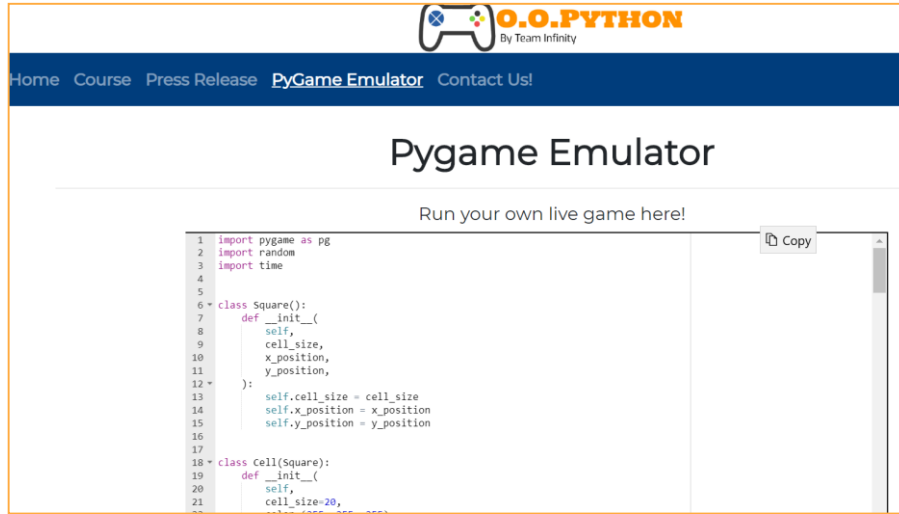 O.O.PYTHON
By Team Infinity
Home Course Press Release PyGame Emulator Contact Us!
Pygame Emulator
Run your own live game here!
Copy
1 import pygame as pg
2 import random
3 import time
4
5
6 class Square():
7     def __init__(
8         self,
9         cell_size,
10         x_position,
11         y_position,
12     ):
13         self.cell_size = cell_size
14         self.x_position = x_position
15         self.y_position = y_position
16
17
18 class Cell(Square):
19     def __init__(
20         self,
21         cell_size=20,